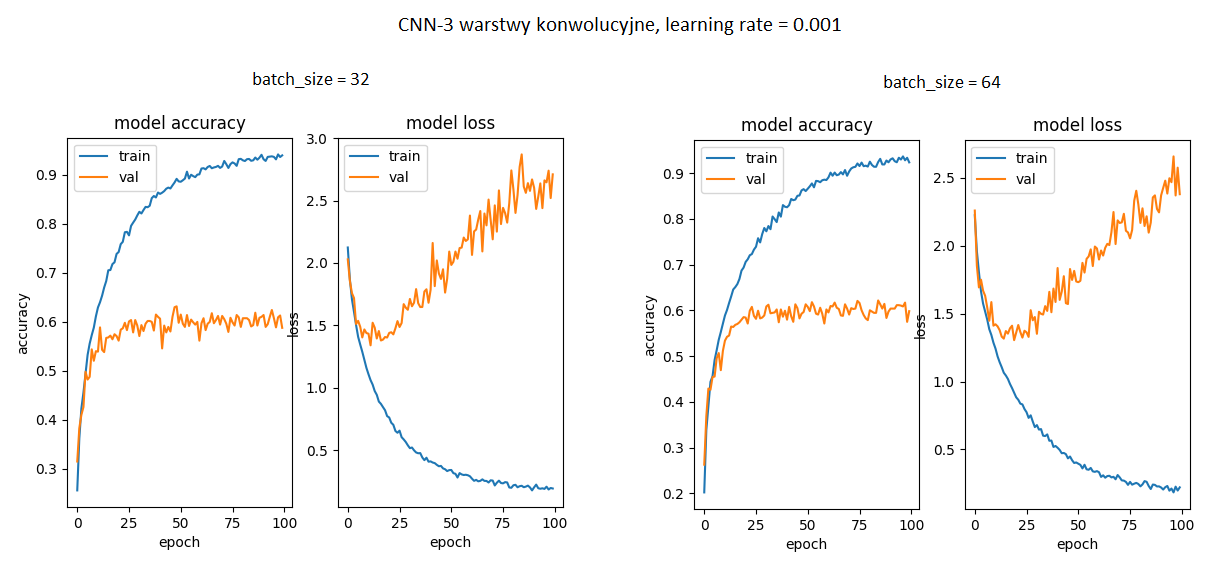 CNN-3 warstwy konwolucyjne, learning rate = 0.001
batch_size = 32
model accuracy
train
val
0.9
0.8
0.7
0.6
0.5
0.4
0.3
accuracy
0 25 50 75 100
epoch
model loss
train
val
3.0
2.5
2.0
1.5
1.0
0.5
loss
0 25 50 75 100
epoch
batch_size = 64
model accuracy
train
val
0.9
0.8
0.7
0.6
0.5
0.4
0.3
0.2
accuracy
0 25 50 75 100
epoch
model loss
train
val
2.5
2.0
1.5
1.0
0.5
loss
0 25 50 75 100
epoch